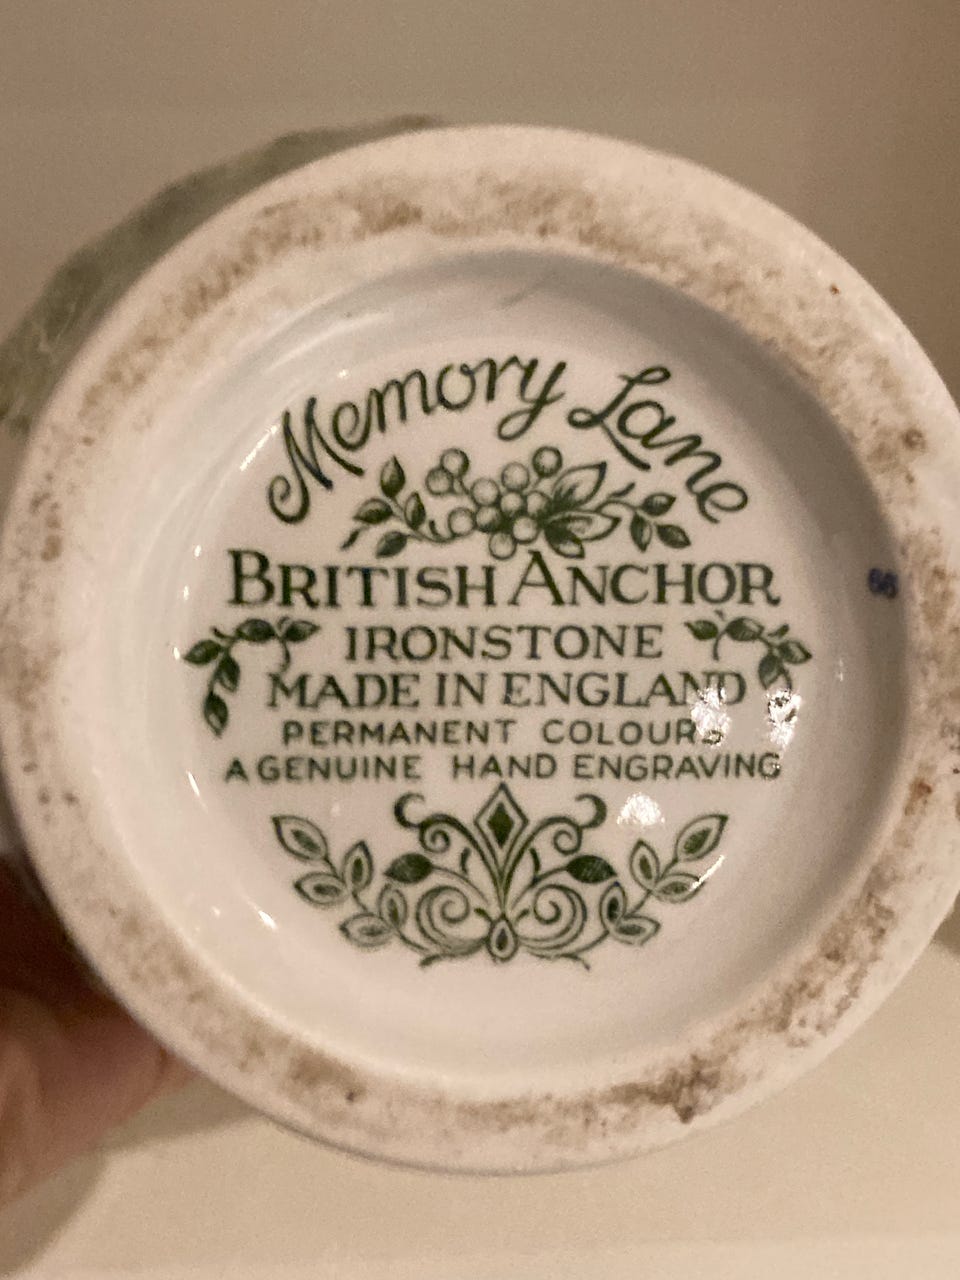 Memory Lane
BRITISH ANCHOR
IRONSTONE
MADE IN ENGLAND
PERMANENT COLOURS
A GENUINE HAND ENGRAVING